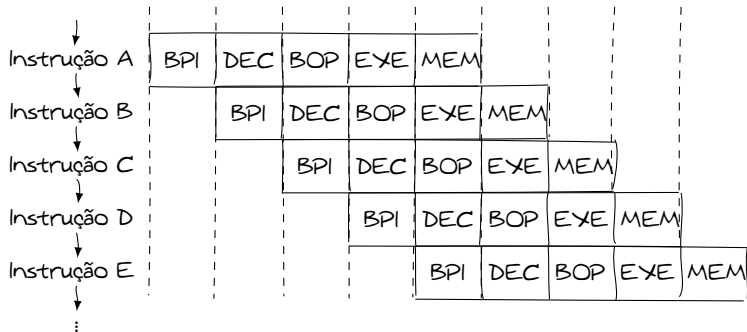 Instrução A BPI DEC BOP EXE MEM
Instrução B BPI DEC BOP EXE MEM
Instrução C BPI DEC BOP EXE MEM
Instrução D BPI DEC BOP EXE MEM
Instrução E BPI DEC BOP EXE MEM
...